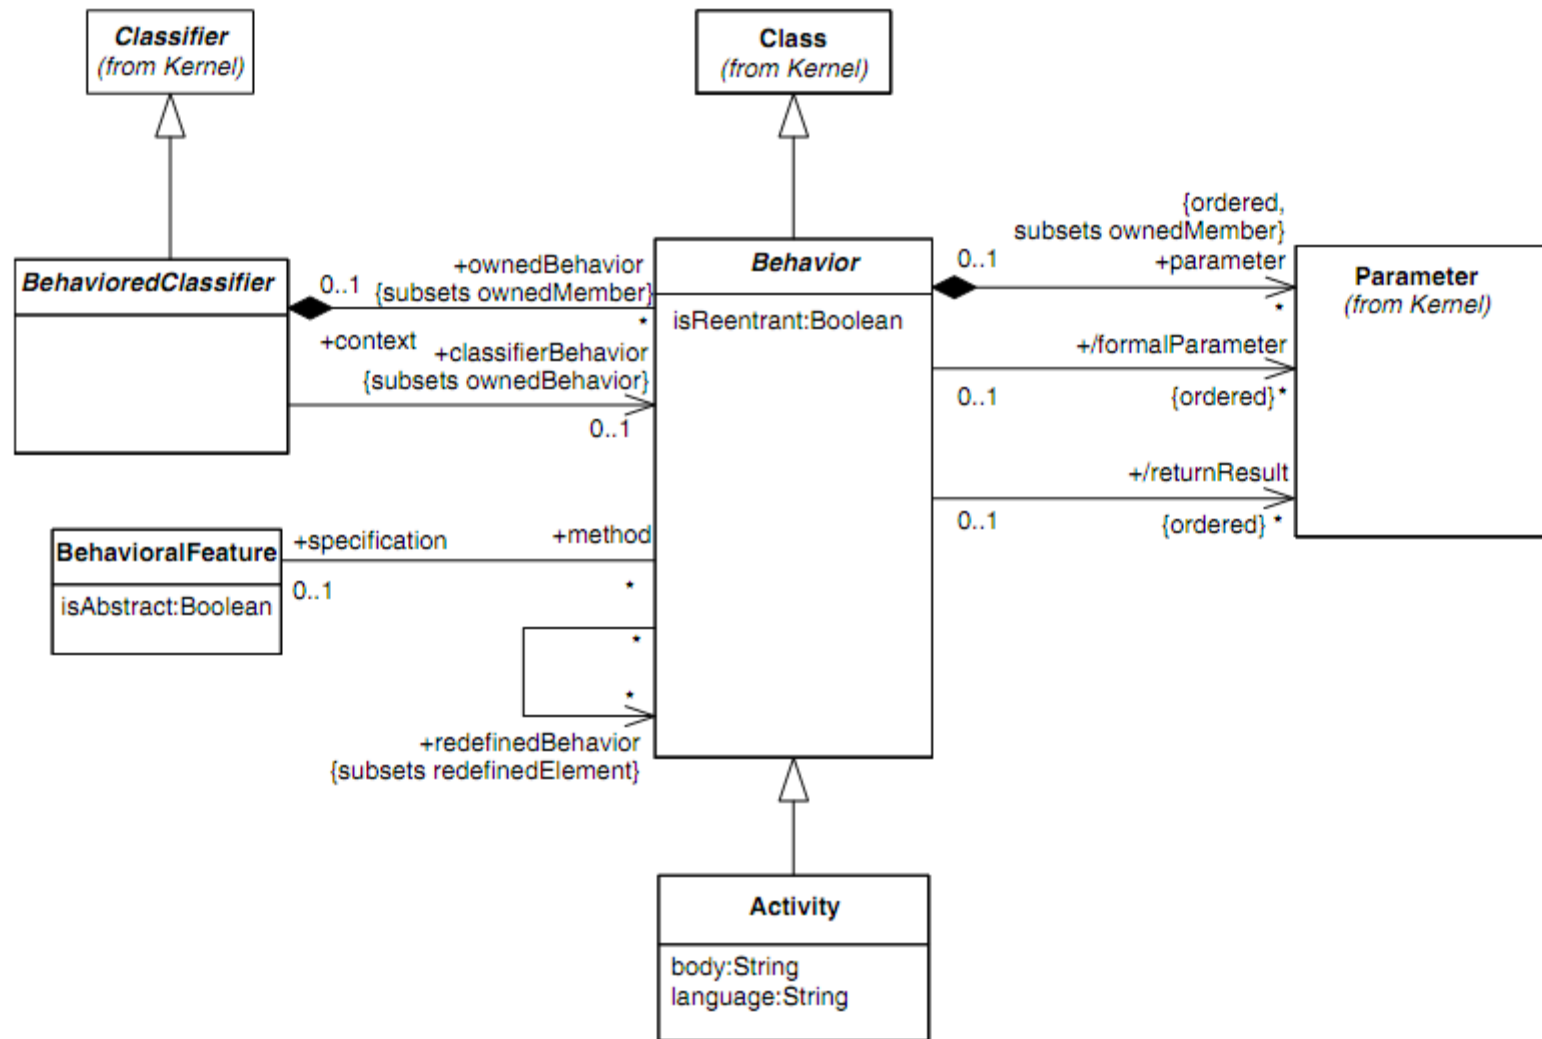 Classifier
(from Kernel)
Class
(from Kernel)
BehavioredClassifier
0..1
+ownedBehavior
{subsets ownedMember}
*
+context
+classifierBehavior
{subsets ownedBehavior}
0..1
Behavior
isReentrant:Boolean
{ordered,
subsets ownedMember}
0..1
+parameter
*
Parameter
(from Kernel)
+/formalParameter
0..1
{ordered}*
+/returnResult
0..1
{ordered} *
BehavioralFeature
isAbstract:Boolean
+specification
0..1
+method
*
*
*
+redefinedBehavior
{subsets redefinedElement}
Activity
body:String
language:String